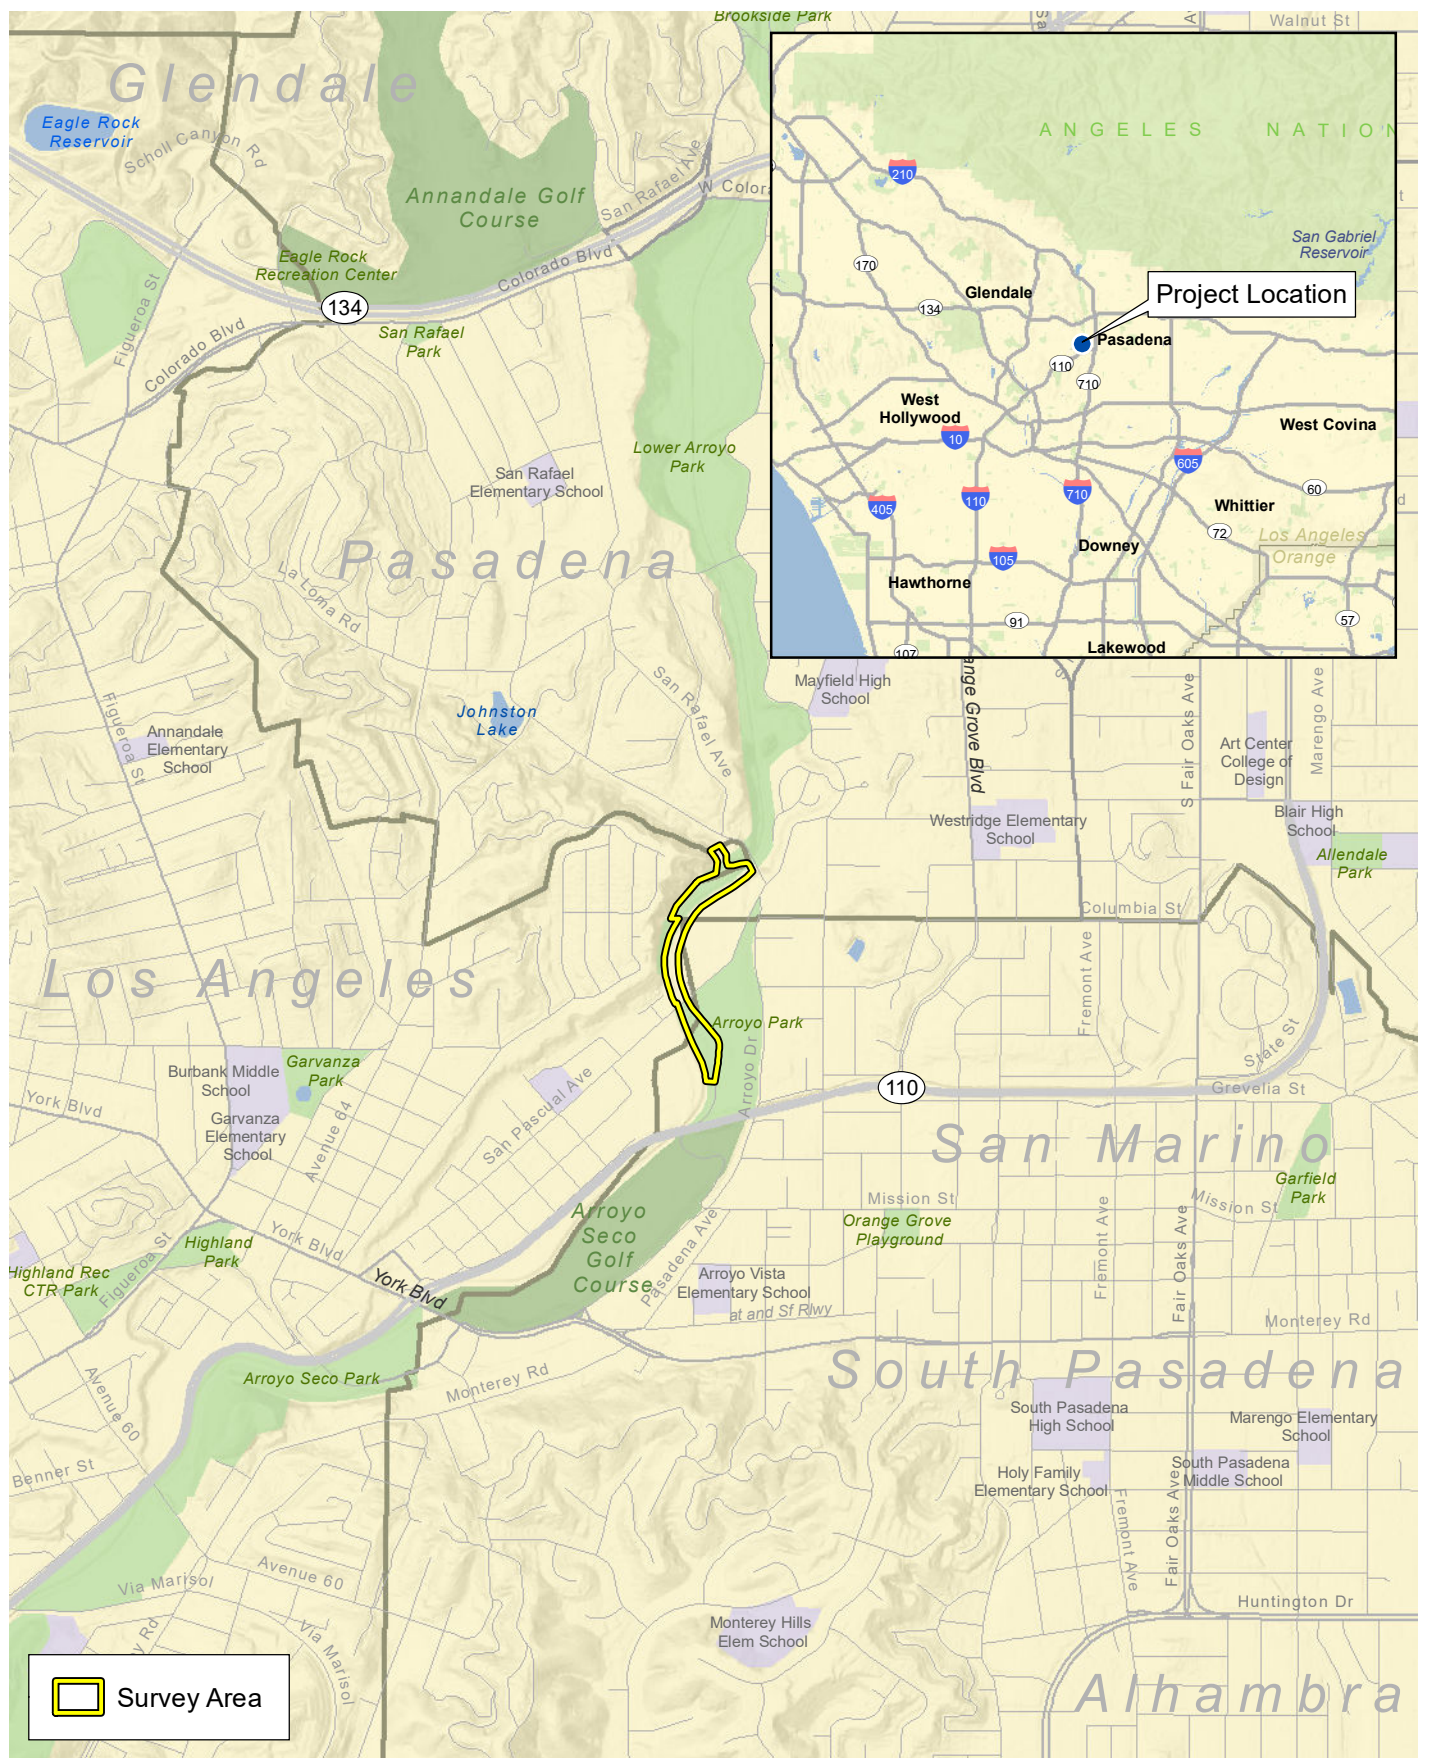 Brookside Park
Walnut St
Glendale
Eagle Rock
Reservoir
Scholl Canyon Rd
Annandale Golf
Course
San Rafael Ave
W Color
Eagle Rock
Recreation Center
Colorado Blvd
134
San Rafael
Park
Figueroa St
Colorado Blvd
Lower Arroyo
Park
San Rafael
Elementary School
Pasadena
La Loma Rd
San Rafael Ave
Johnston
Lake
Figueroa St
Annandale
Elementary
School
ANGELES NATION
210
San Gabriel
Reservoir
170
Glendale
134
Project Location
Pasadena
110
710
West
Hollywood
10
West Covina
605
60
405
110
710
Whittier
72
Los Angeles
Orange
Downey
105
Hawthorne
91
57
107
Lakewood
Mayfield High
School
ange Grove Blvd
S Fair Oaks Ave
Marengo Ave
Art Center
College of
Design
Westridge Elementary
School
Blair High
School
Allendale
Park
Columbia St
Fremont Ave
Los Angeles
Arroyo Park
Arroyo Dr
State St
Grevelia St
110
Burbank Middle
School
Garvanza
Park
York Blvd
Garvanza
Elementary
School
Avenue 64
San Pascual Ave
San Marino
Garfield
Park
Mission St
Mission St
Orange Grove
Playground
Fremont Ave
Fair Oaks Ave
Arroyo
Seco
Golf
Course
Pasadena Ave
Highland
Park
York Blvd
Highland Rec
CTR Park
Figueroa St
York Blvd
Arroyo Vista
Elementary School
at and Sf Rlwy
Monterey Rd
South Pasadena
Arroyo Seco Park
Monterey Rd
Avenue 60
South Pasadena
High School
Marengo Elementary
School
Benner St
Holy Family
Elementary School
South Pasadena
Middle School
Fremont Ave
Fair Oaks Ave
Avenue 60
Via Marisol
Via Marisol
Huntington Dr
Monterey Hills
Elem School
Alhambra
Survey Area